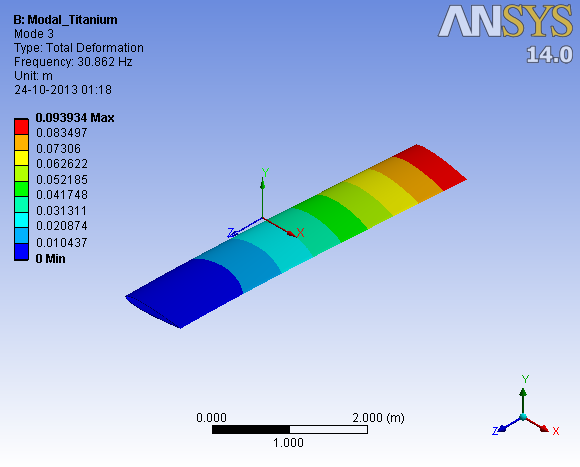 B: Modal_Titanium
Mode 3
Type: Total Deformation
Frequency: 30.862 Hz
Unit: m
24-10-2013 01:18
ANSYS
14.0
0.093934 Max
0.083497
0.07306
0.062622
0.052185
0.041748
0.031311
0.020874
0.010437
0 Min
Y
Z
X
0.000
2.000 (m)
1.000
Y
Z
X